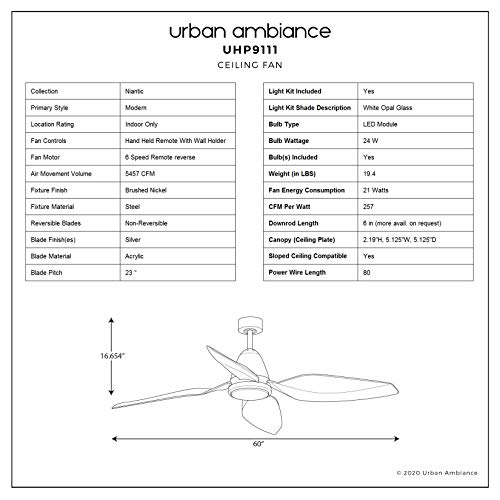 urban ambiance
UHP9111
CEILING FAN
Collection Niantic
Primary Style Modern
Location Rating Indoor Only
Fan Controls Hand Held Remote With Wall Holder
Fan Motor 6 Speed Remote reverse
Air Movement Volume 5457 CFM
Fixture Finish Brushed Nickel
Fixture Material Steel
Reversible Blades Non-Reversible
Blade Finish(es) Silver
Blade Material Acrylic
Blade Pitch 23 °
Light Kit Included Yes
Light Kit Shade Description White Opal Glass
Bulb Type LED Module
Bulb Wattage 24 W
Bulb(s) Included Yes
Weight (in LBS) 19.4
Fan Energy Consumption 21 Watts
CFM Per Watt 257
Downrod Length 6 in (more avail. on request)
Canopy (Ceiling Plate) 2.19"H, 5.125"W, 5.125"D
Sloped Ceiling Compatible Yes
Power Wire Length 80
16.654"
60"
© 2020 Urban Ambiance